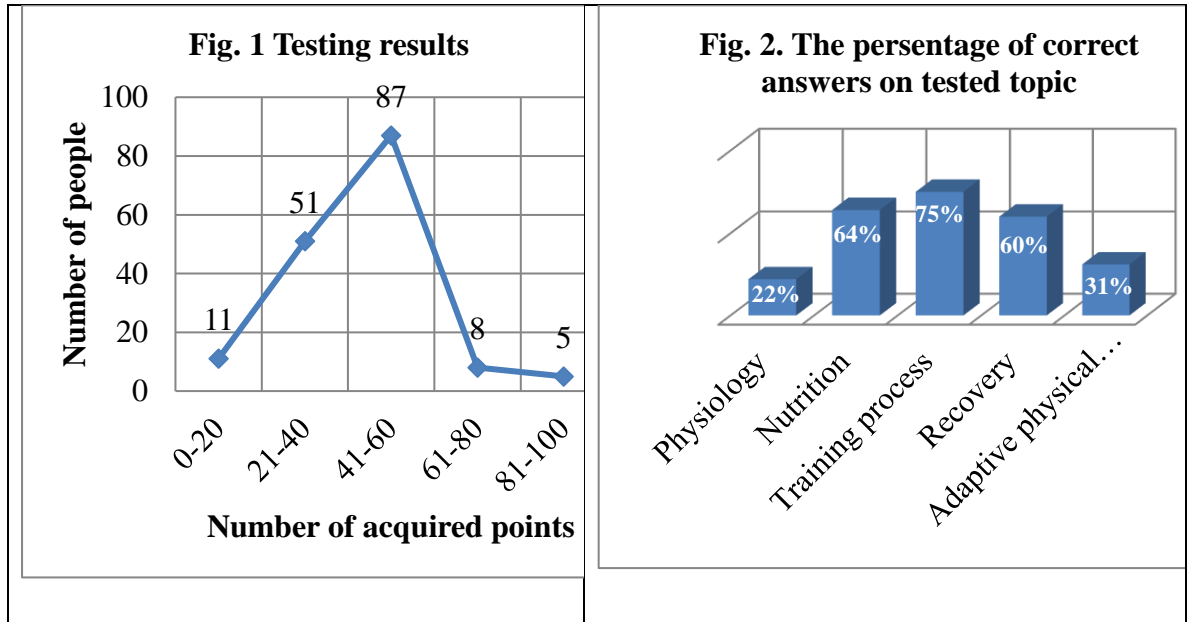 Fig. 1 Testing results
Number of people
100
80
60
40
20
0
11
51
87
8
5
0-20
21-40
41-60
61-80
81-100
Number of acquired points
Fig. 2. The persentage of correct
answers on tested topic
22%
64%
75%
60%
31%
Physiology
Nutrition
Training process
Recovery
Adaptive physical…